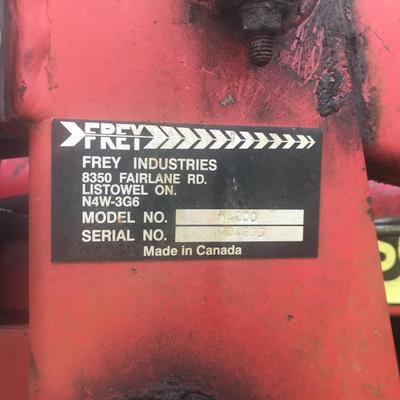 FREY
FREY INDUSTRIES
8350 FAIRLANE RD.
LISTOWEL ON.
N4W-3G6
MODEL NO.
SERIAL NO.
Made in Canada